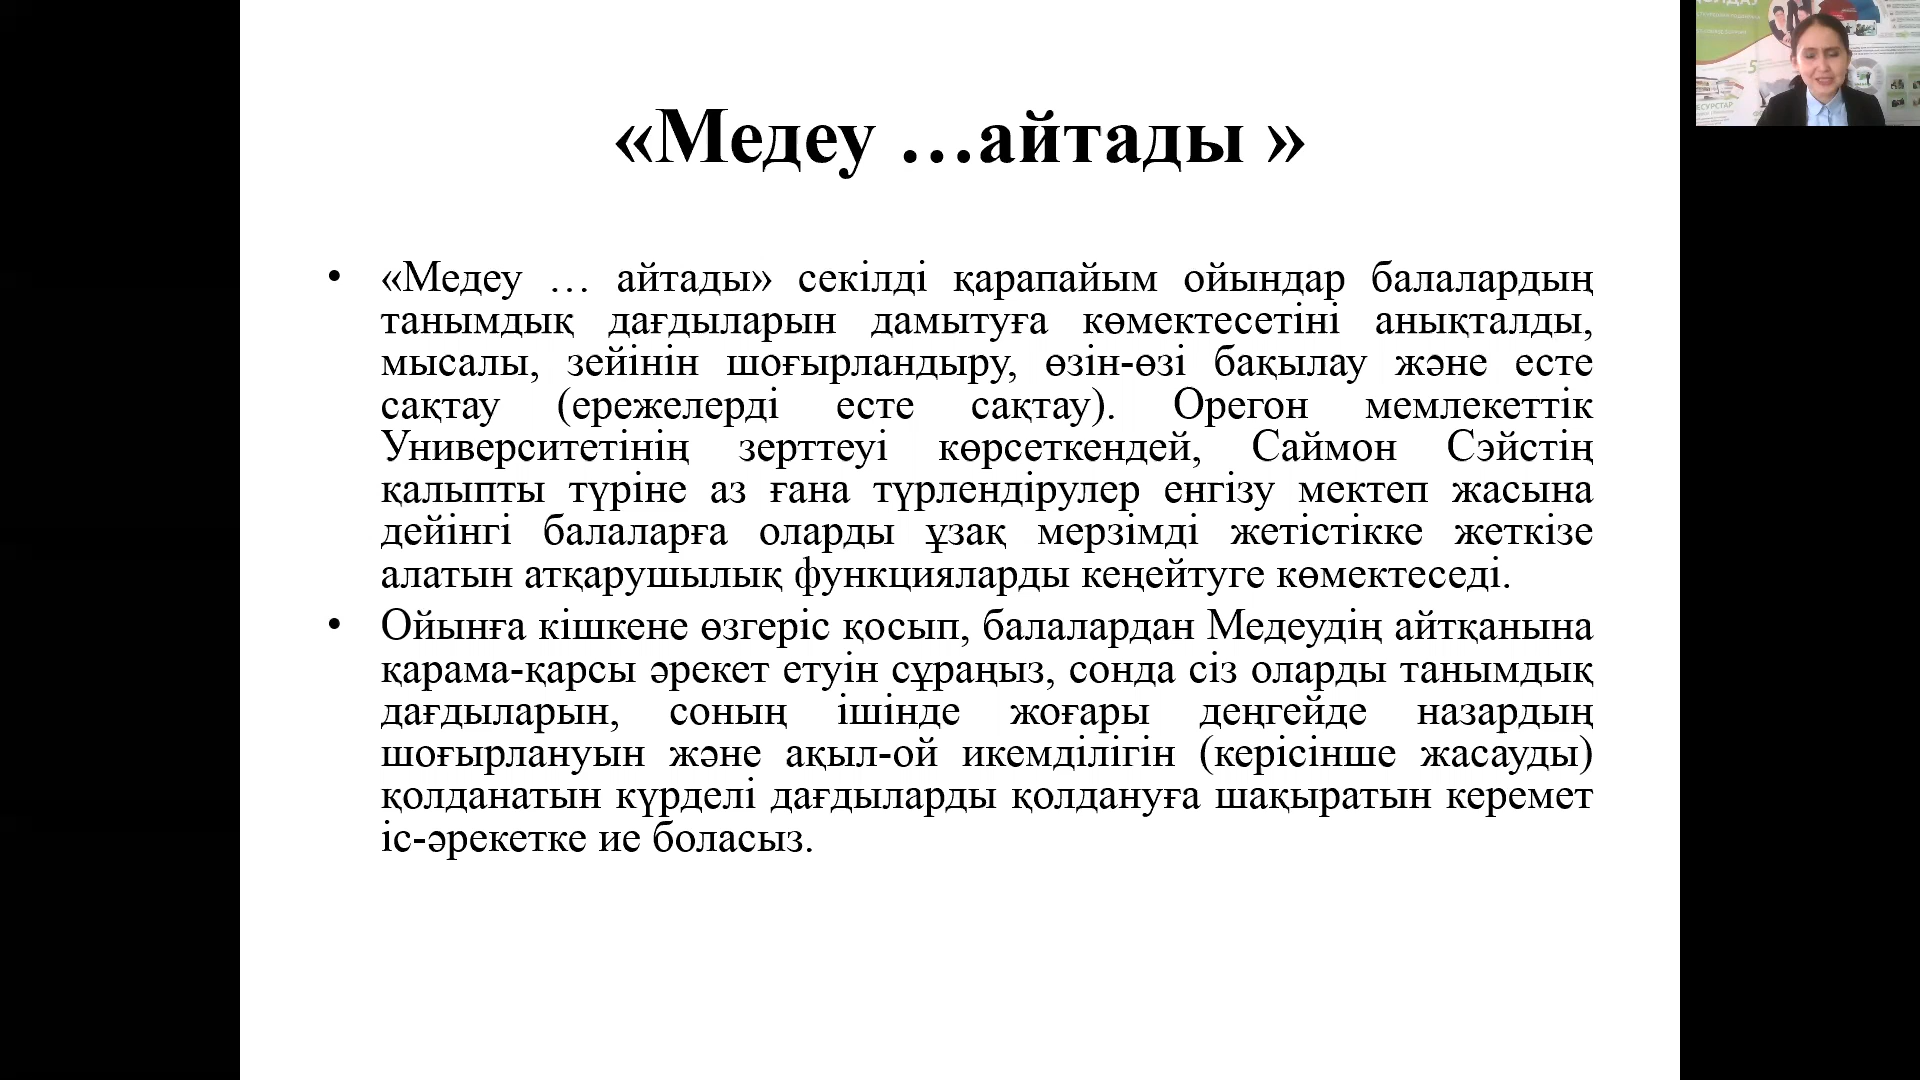 «Медеу …айтады »
• «Медеу … айтады» секілді қарапайым ойындар балалардың
танымдық дағдыларын дамытуға көмектесетіні анықталды,
мысалы, зейінін шоғырландыру, өзін-өзі бақылау және есте
сақтау (ережелерді есте сақтау). Орегон мемлекеттік
Университетінің зерттеуі көрсеткендей, Саймон Сэйстің
қалыпты түріне аз ғана түрлендірулер енгізу мектеп жасына
дейінгі балаларға оларды ұзақ мерзімді жетістікке жеткізе
алатын атқарушылық функцияларды кеңейтуге көмектеседі.
• Ойынға кішкене өзгеріс қосып, балалардан Медеудің айтқанына
қарама-қарсы әрекет етуін сұраңыз, сонда сіз оларды танымдық
дағдыларын, соның ішінде жоғары деңгейде назардың
шоғырлануын және ақыл-ой икемділігін (керісінше жасауды)
қолданатын күрделі дағдыларды қолдануға шақыратын керемет
іс-әрекетке ие боласыз.
5